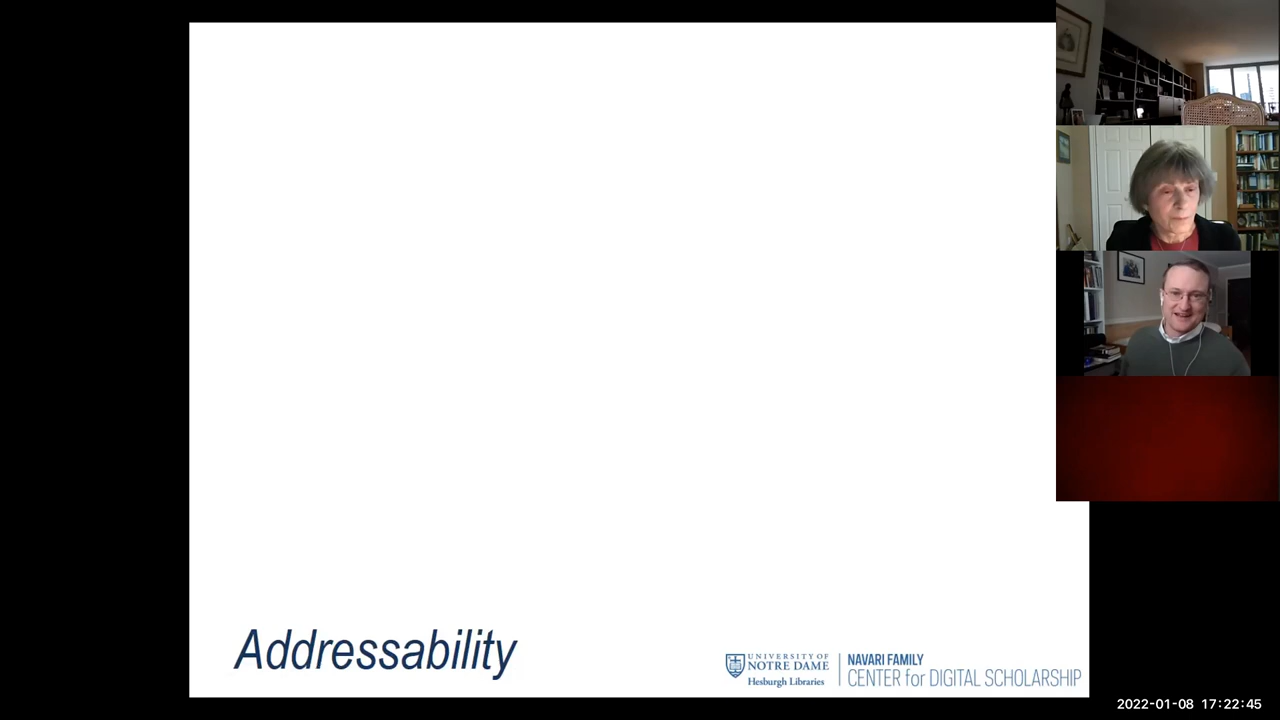 Addressability
UNIVERSITY OF
NOTRE DAME
Hesburgh Libraries
NAVARI FAMILY
CENTER for DIGITAL SCHOLARSHIP
2022-01-08 17:22:45